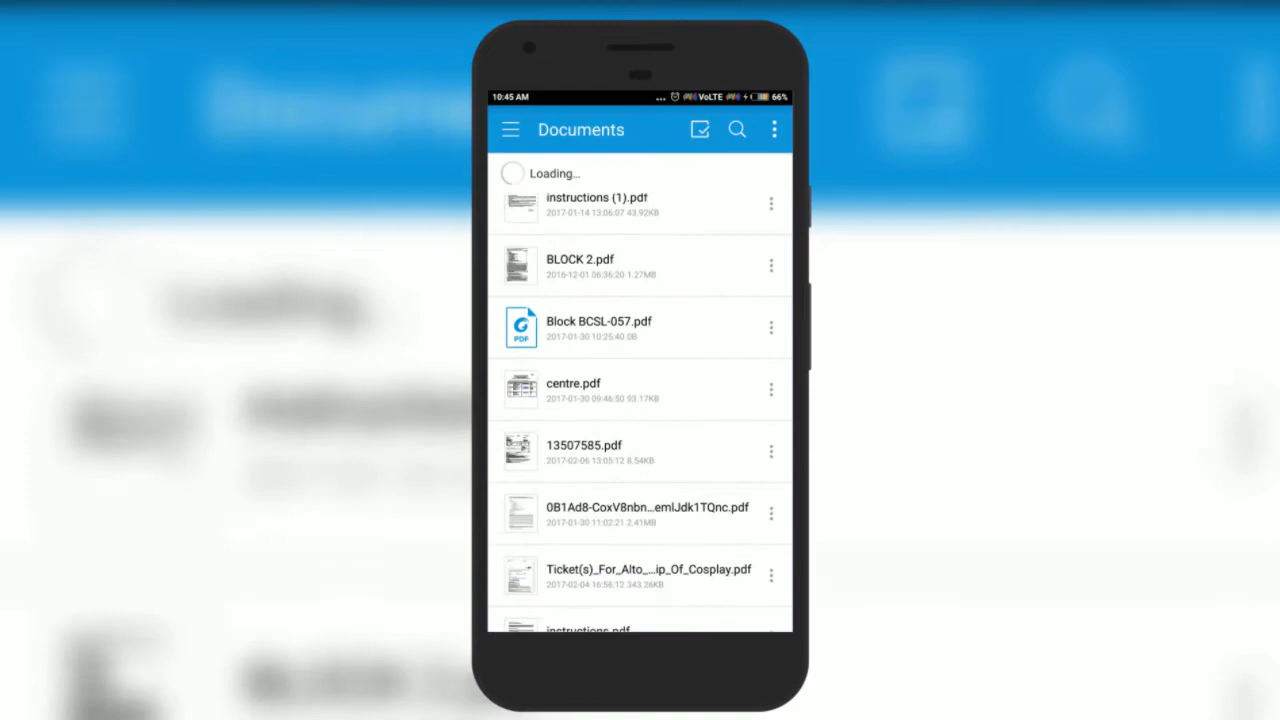 10:45 AM ... VoLTE 66%
Documents
Loading...
instructions (1).pdf
2017-01-14 13:06:07 43.92KB
BLOCK 2.pdf
2016-12-01 06:36:20 1.27MB
PDF
Block BCSL-057.pdf
2017-01-30 10:25:40 0B
centre.pdf
2017-01-30 09:46:50 93.17KB
13507585.pdf
2017-02-06 13:05:12 8.54KB
0B1Ad8-CoxV8nbn...emlJdk1TQnc.pdf
2017-01-30 11:02:21 2.41MB
Ticket(s)_For_Alto_...ip_Of_Cosplay.pdf
2017-02-04 16:56:12 343.26KB
instructions.pdf